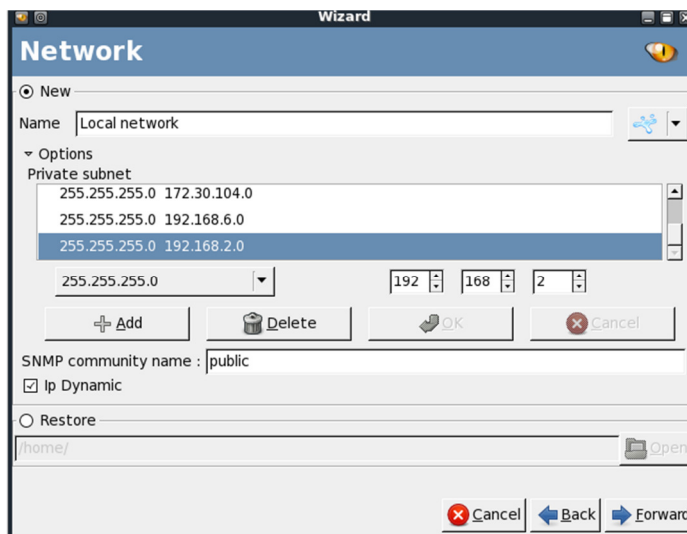 Wizard
Network
New
Name Local network
Options
Private subnet
255.255.255.0 172.30.104.0
255.255.255.0 192.168.6.0
255.255.255.0 192.168.2.0
255.255.255.0 192 168 2
Add Delete OK Cancel
SNMP community name : public
Ip Dynamic
Restore
/home/ Open
Cancel Back Forward